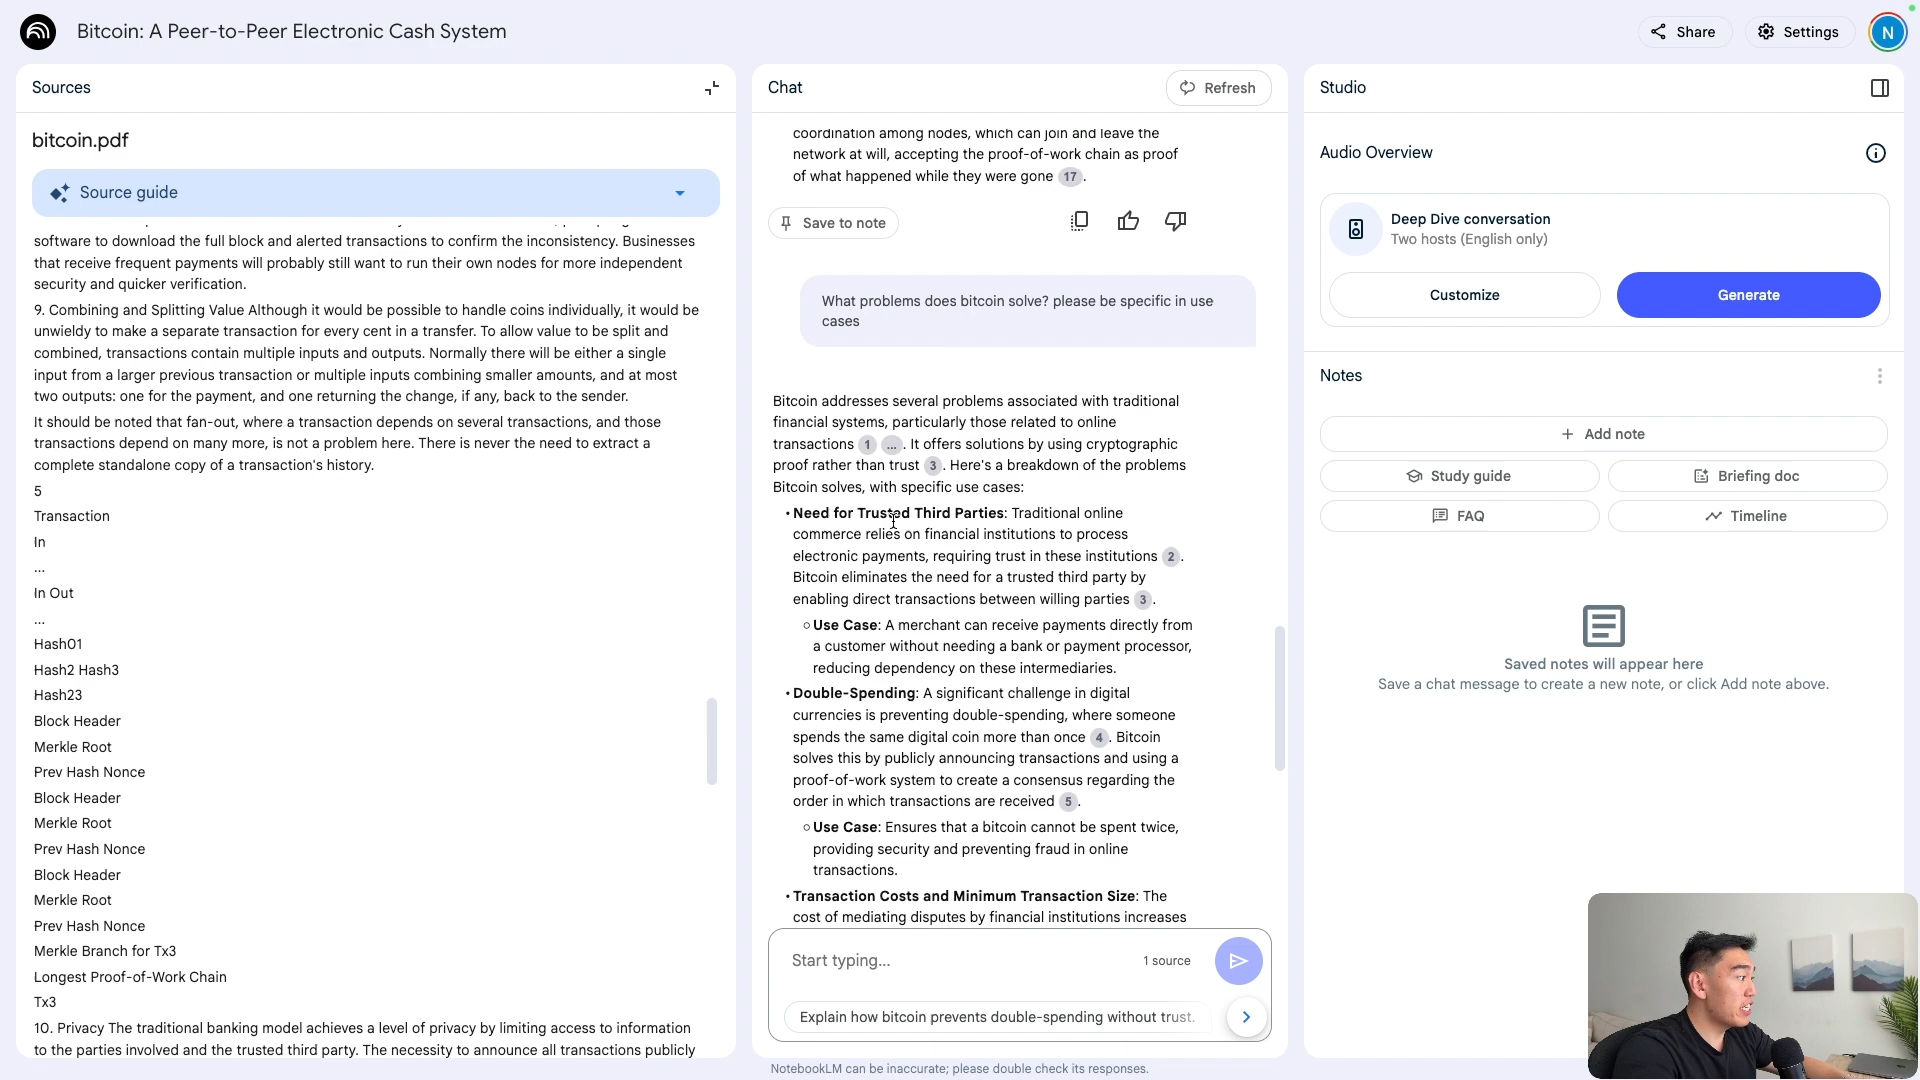 Bitcoin: A Peer-to-Peer Electronic Cash System
Share
Settings
N
Sources
bitcoin.pdf
Source guide
software to download the full block and alerted transactions to confirm the inconsistency. Businesses
that receive frequent payments will probably still want to run their own nodes for more independent
security and quicker verification.
9. Combining and Splitting Value Although it would be possible to handle coins individually, it would be
unwieldy to make a separate transaction for every cent in a transfer. To allow value to be split and
combined, transactions contain multiple inputs and outputs. Normally there will be either a single
input from a larger previous transaction or multiple inputs combining smaller amounts, and at most
two outputs: one for the payment, and one returning the change, if any, back to the sender.
It should be noted that fan-out, where a transaction depends on several transactions, and those
transactions depend on many more, is not a problem here. There is never the need to extract a
complete standalone copy of a transaction's history.
5
Transaction
In
...
In Out
...
Hash01
Hash2 Hash3
Hash23
Block Header
Merkle Root
Prev Hash Nonce
Block Header
Merkle Root
Prev Hash Nonce
Block Header
Merkle Root
Prev Hash Nonce
Merkle Branch for Tx3
Longest Proof-of-Work Chain
Tx3
10. Privacy The traditional banking model achieves a level of privacy by limiting access to information
to the parties involved and the trusted third party. The necessity to announce all transactions publicly
Chat
Refresh
coordination among nodes, which can join and leave the
network at will, accepting the proof-of-work chain as proof
of what happened while they were gone 17.
Save to note
What problems does bitcoin solve? please be specific in use
cases
Bitcoin addresses several problems associated with traditional
financial systems, particularly those related to online
transactions 1 ... . It offers solutions by using cryptographic
proof rather than trust 3. Here's a breakdown of the problems
Bitcoin solves, with specific use cases:
• Need for Trusted Third Parties: Traditional online
commerce relies on financial institutions to process
electronic payments, requiring trust in these institutions 2.
Bitcoin eliminates the need for a trusted third party by
enabling direct transactions between willing parties 3.
○ Use Case: A merchant can receive payments directly from
a customer without needing a bank or payment processor,
reducing dependency on these intermediaries.
• Double-Spending: A significant challenge in digital
currencies is preventing double-spending, where someone
spends the same digital coin more than once 4. Bitcoin
solves this by publicly announcing transactions and using a
proof-of-work system to create a consensus regarding the
order in which transactions are received 5.
○ Use Case: Ensures that a bitcoin cannot be spent twice,
providing security and preventing fraud in online
transactions.
• Transaction Costs and Minimum Transaction Size: The
cost of mediating disputes by financial institutions increases
Start typing...
1 source
Explain how bitcoin prevents double-spending without trust.
NotebookLM can be inaccurate; please double check its responses.
Studio
Audio Overview
Deep Dive conversation
Two hosts (English only)
Customize
Generate
Notes
+ Add note
Study guide
Briefing doc
FAQ
Timeline
Saved notes will appear here
Save a chat message to create a new note, or click Add note above.